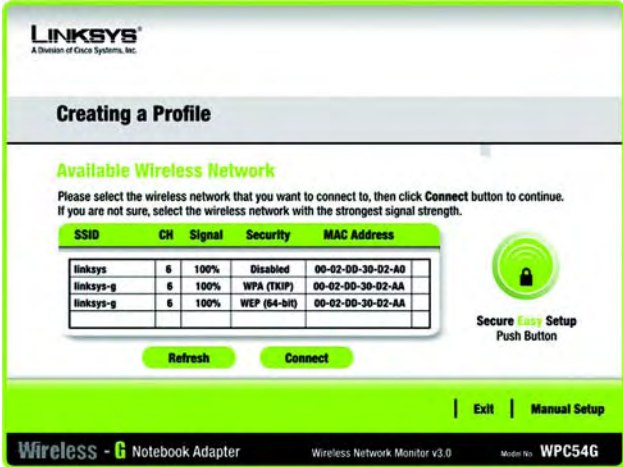 LINKSYS®
A Division of Cisco Systems, Inc.
Creating a Profile
Available Wireless Network
Please select the wireless network that you want to connect to, then click Connect button to continue.
If you are not sure, select the wireless network with the strongest signal strength.
SSID CH Signal Security MAC Address
linksys 6 100% Disabled 00-02-DD-30-D2-A0
linksys-g 6 100% WPA (TKIP) 00-02-DD-30-D2-AA
linksys-g 6 100% WEP (64-bit) 00-02-DD-30-D2-AA
Secure Easy Setup
Push Button
Refresh Connect
Exit Manual Setup
Wireless - G Notebook Adapter Wireless Network Monitor v3.0 Model No. WPC54G